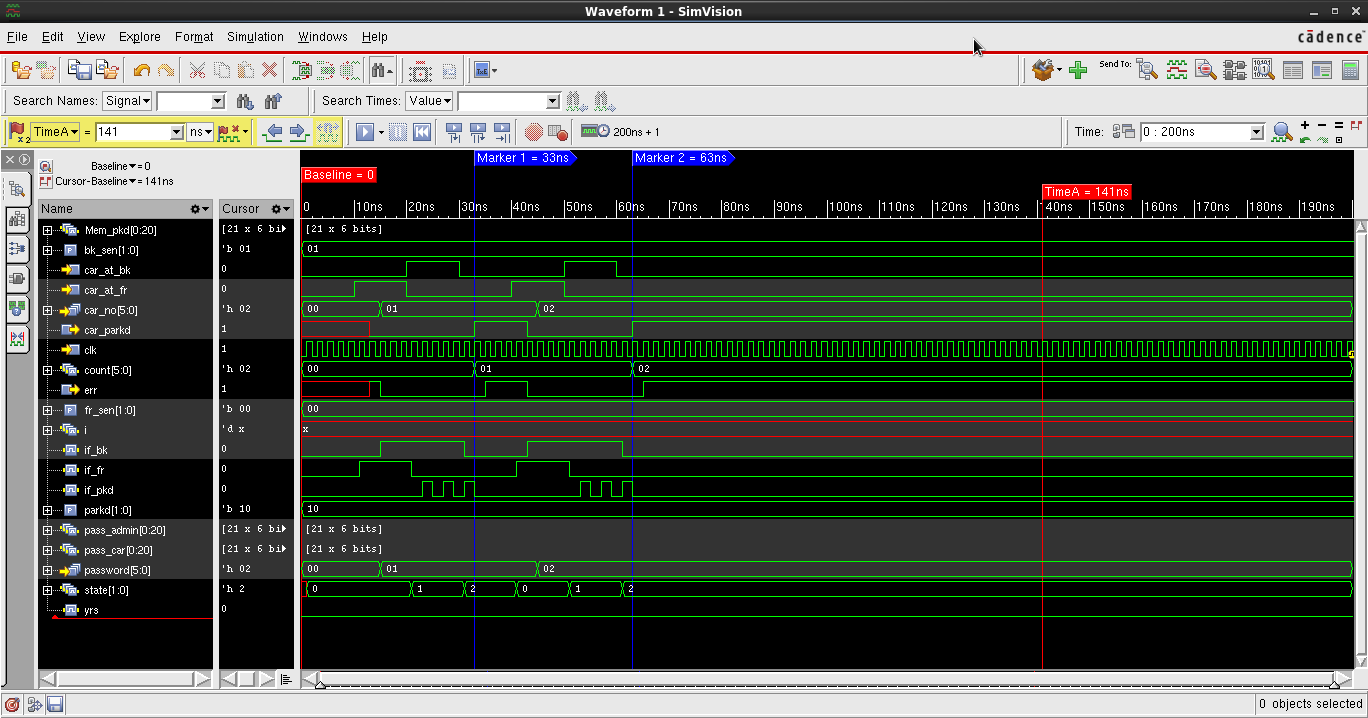 Waveform 1 - SimVision
File Edit View Explore Format Simulation Windows Help
cādence
Send To:
Search Names: Signal Search Times: Value
x2 TimeA = 141 ns 200ns + 1 Time: 0 : 200ns
Baseline = 0
Cursor-Baseline = 141ns
Marker 1 = 33ns Marker 2 = 63ns
Baseline = 0
TimeA = 141ns
Name Cursor 0 10ns 20ns 30ns 40ns 50ns 60ns 70ns 80ns 90ns 100ns 110ns 120ns 130ns 140ns 150ns 160ns 170ns 180ns 190ns
Mem_pkd[0:20] [21 x 6 bi [21 x 6 bits]
bk_sen[1:0] 'b 01 01
car_at_bk 0
car_at_fr 0
car_no[5:0] 'h 02 00 01 02
car_parkd 1
clk 1
count[5:0] 'h 02 00 01 02
err 1
fr_sen[1:0] 'b 00 00
i 'd x x
if_bk 0
if_fr 0
if_pkd 0
parkd[1:0] 'b 10 10
pass_admin[0:20] [21 x 6 bi [21 x 6 bits]
pass_car[0:20] [21 x 6 bi [21 x 6 bits]
password[5:0] 'h 02 00 01 02
state[1:0] 'h 2 0 1 2 0 1 2
yrs 0
0 objects selected